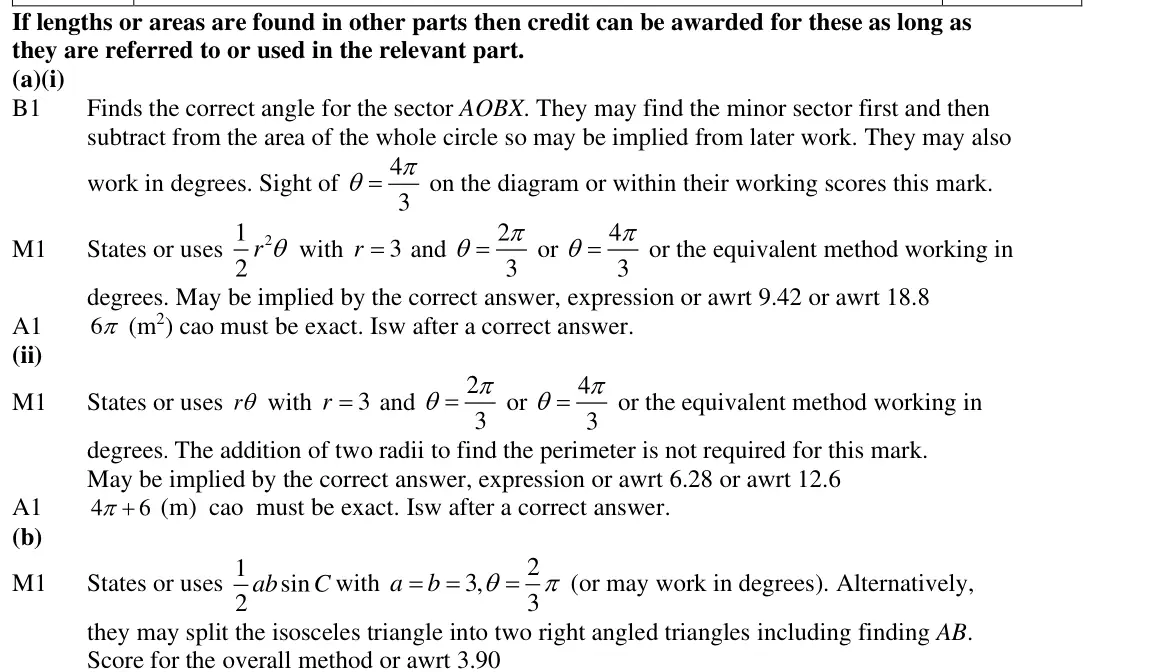 If lengths or areas are found in other parts then credit can be awarded for these as long as
they are referred to or used in the relevant part.
(a)(i)
B1 Finds the correct angle for the sector AOBX. They may find the minor sector first and then
subtract from the area of the whole circle so may be implied from later work. They may also
work in degrees. Sight of θ = 4π/3 on the diagram or within their working scores this mark.
M1 States or uses 1/2 r²θ with r = 3 and θ = 2π/3 or θ = 4π/3 or the equivalent method working in
degrees. May be implied by the correct answer, expression or awrt 9.42 or awrt 18.8
A1 6π (m²) cao must be exact. Isw after a correct answer.
(ii)
M1 States or uses rθ with r = 3 and θ = 2π/3 or θ = 4π/3 or the equivalent method working in
degrees. The addition of two radii to find the perimeter is not required for this mark.
May be implied by the correct answer, expression or awrt 6.28 or awrt 12.6
A1 4π + 6 (m) cao must be exact. Isw after a correct answer.
(b)
M1 States or uses 1/2 ab sin C with a = b = 3, θ = 2/3 π (or may work in degrees). Alternatively,
they may split the isosceles triangle into two right angled triangles including finding AB.
Score for the overall method or awrt 3.90